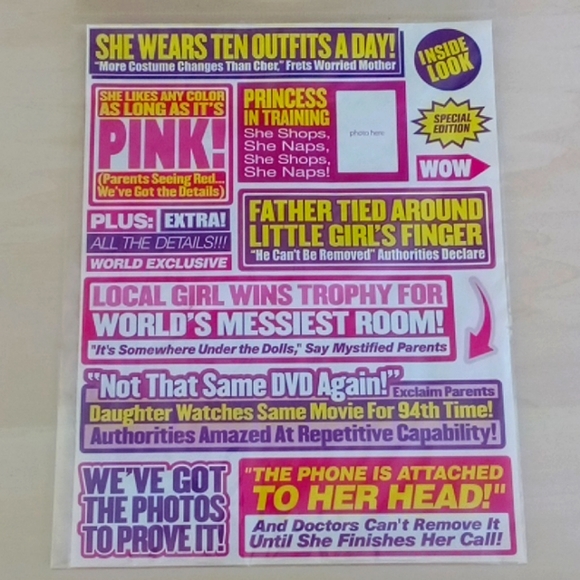 SHE WEARS TEN OUTFITS A DAY!
"More Costume Changes Than Cher," Frets Worried Mother
INSIDE
LOOK
SHE LIKES ANY COLOR
AS LONG AS IT'S
PINK!
(Parents Seeing Red...
We've Got the Details)
PRINCESS
IN TRAINING
She Shops,
She Naps,
She Shops,
She Naps!
photo here
SPECIAL
EDITION
WOW
PLUS: EXTRA!
ALL THE DETAILS!!!
WORLD EXCLUSIVE
FATHER TIED AROUND
LITTLE GIRL'S FINGER
"He Can't Be Removed" Authorities Declare
LOCAL GIRL WINS TROPHY FOR
WORLD'S MESSIEST ROOM!
"It's Somewhere Under the Dolls," Say Mystified Parents
"Not That Same DVD Again!" Exclaim Parents
Daughter Watches Same Movie For 94th Time!
Authorities Amazed At Repetitive Capability!
WE'VE GOT
THE PHOTOS
TO PROVE IT!
"THE PHONE IS ATTACHED
TO HER HEAD!"
And Doctors Can't Remove It
Until She Finishes Her Call!